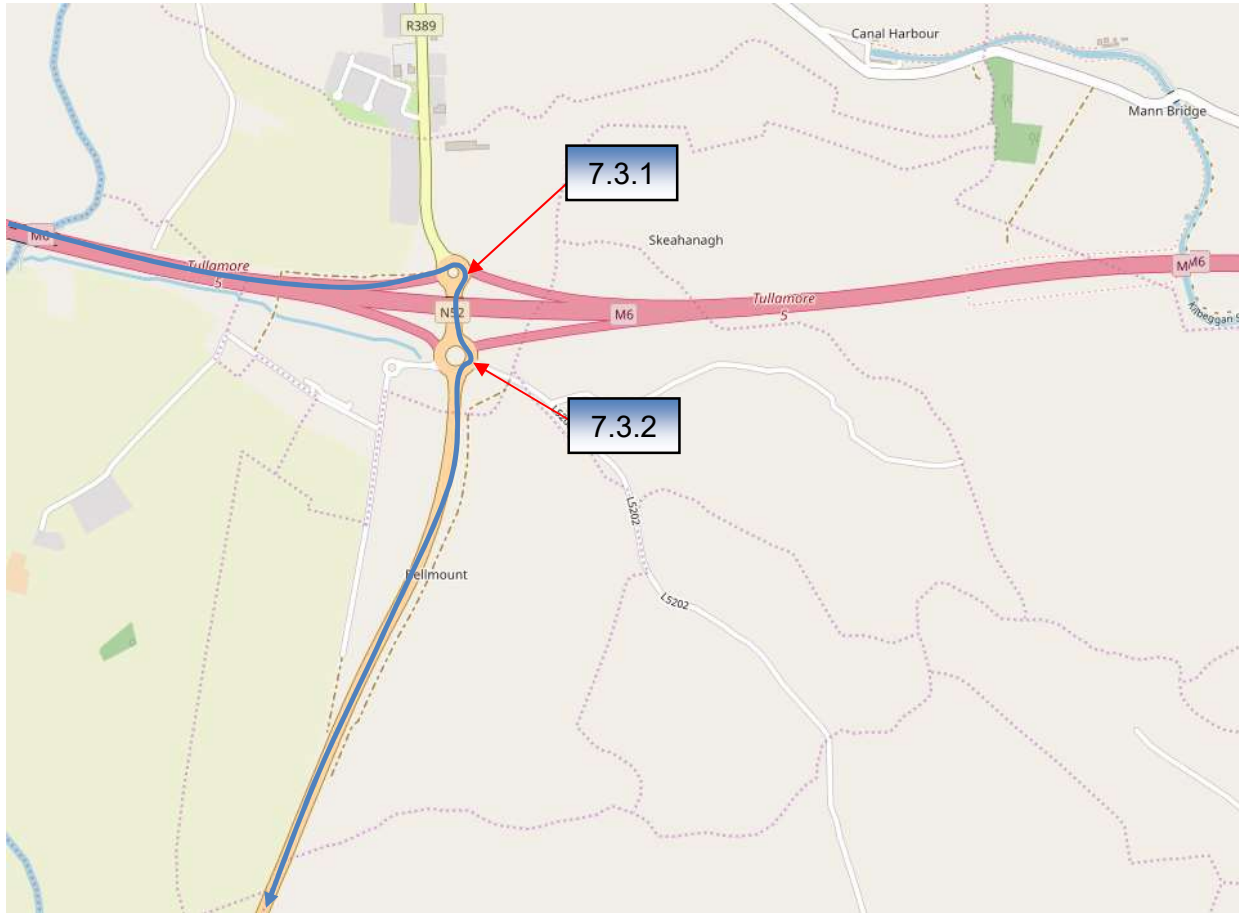 R389
Canal Harbour
Mann Bridge
7.3.1
Skeahanagh
M6
Tullamore
5
M6
N52
M6
Tullamore
5
Kilbeggan S
7.3.2
L5202
L5202
Bellmount